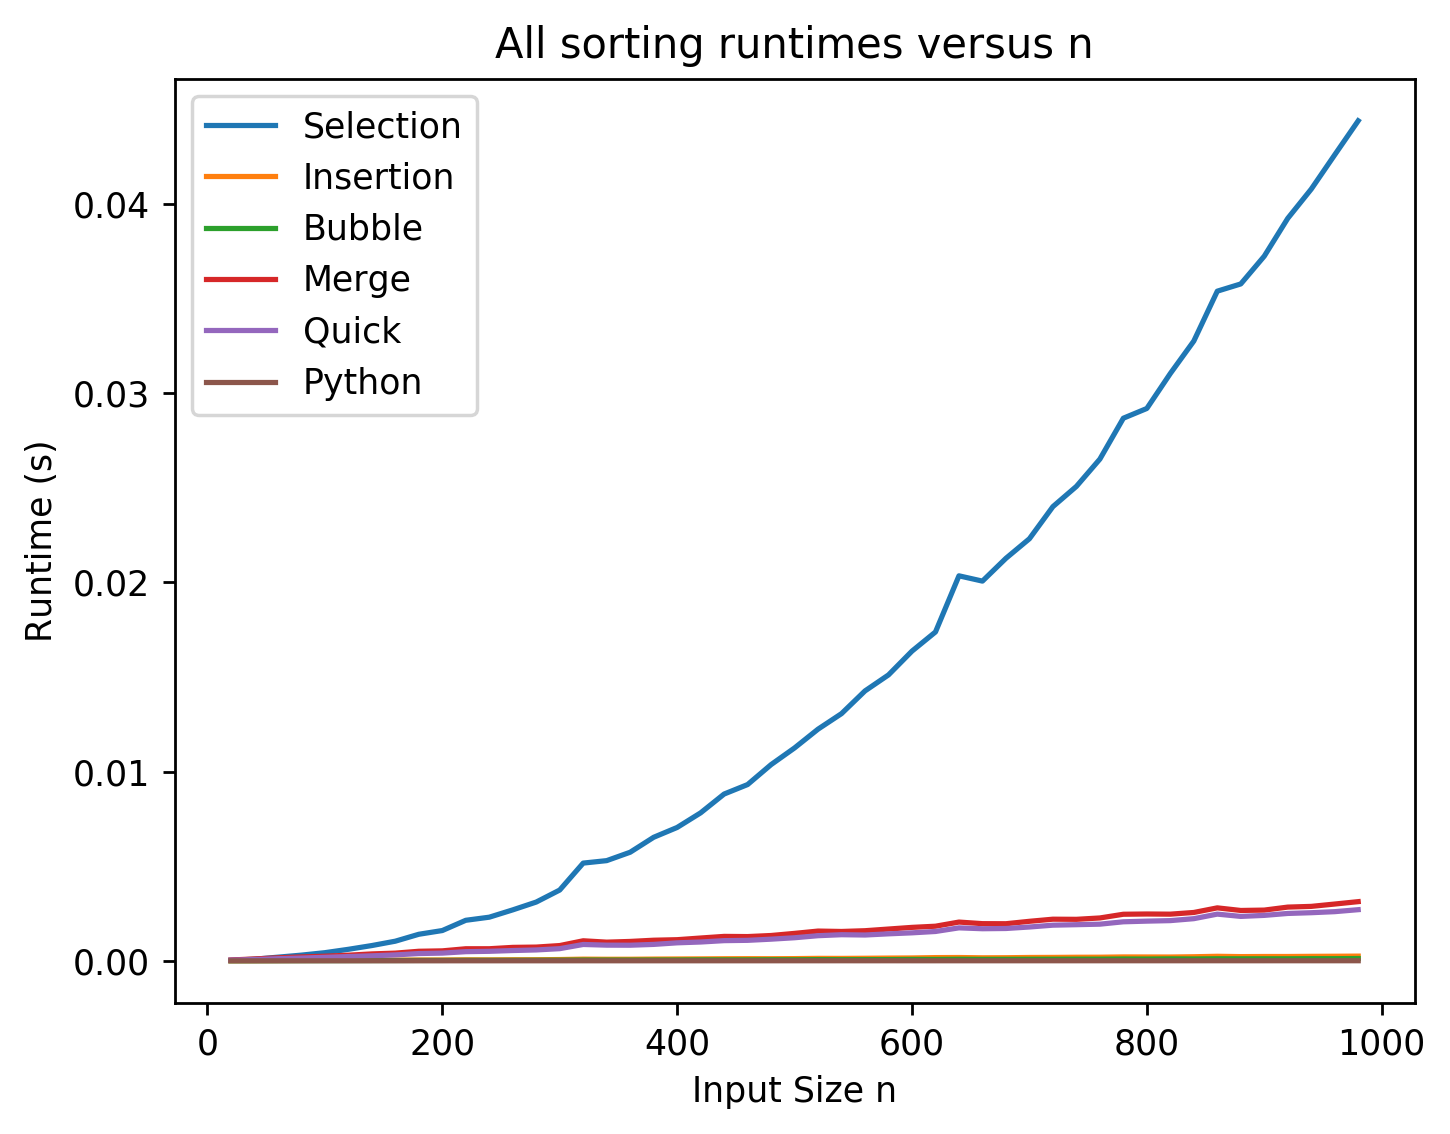 All sorting runtimes versus n
Selection
Insertion
Bubble
Merge
Quick
Python
0.04
0.03
0.02
0.01
0.00
Runtime (s)
0 200 400 600 800 1000
Input Size n